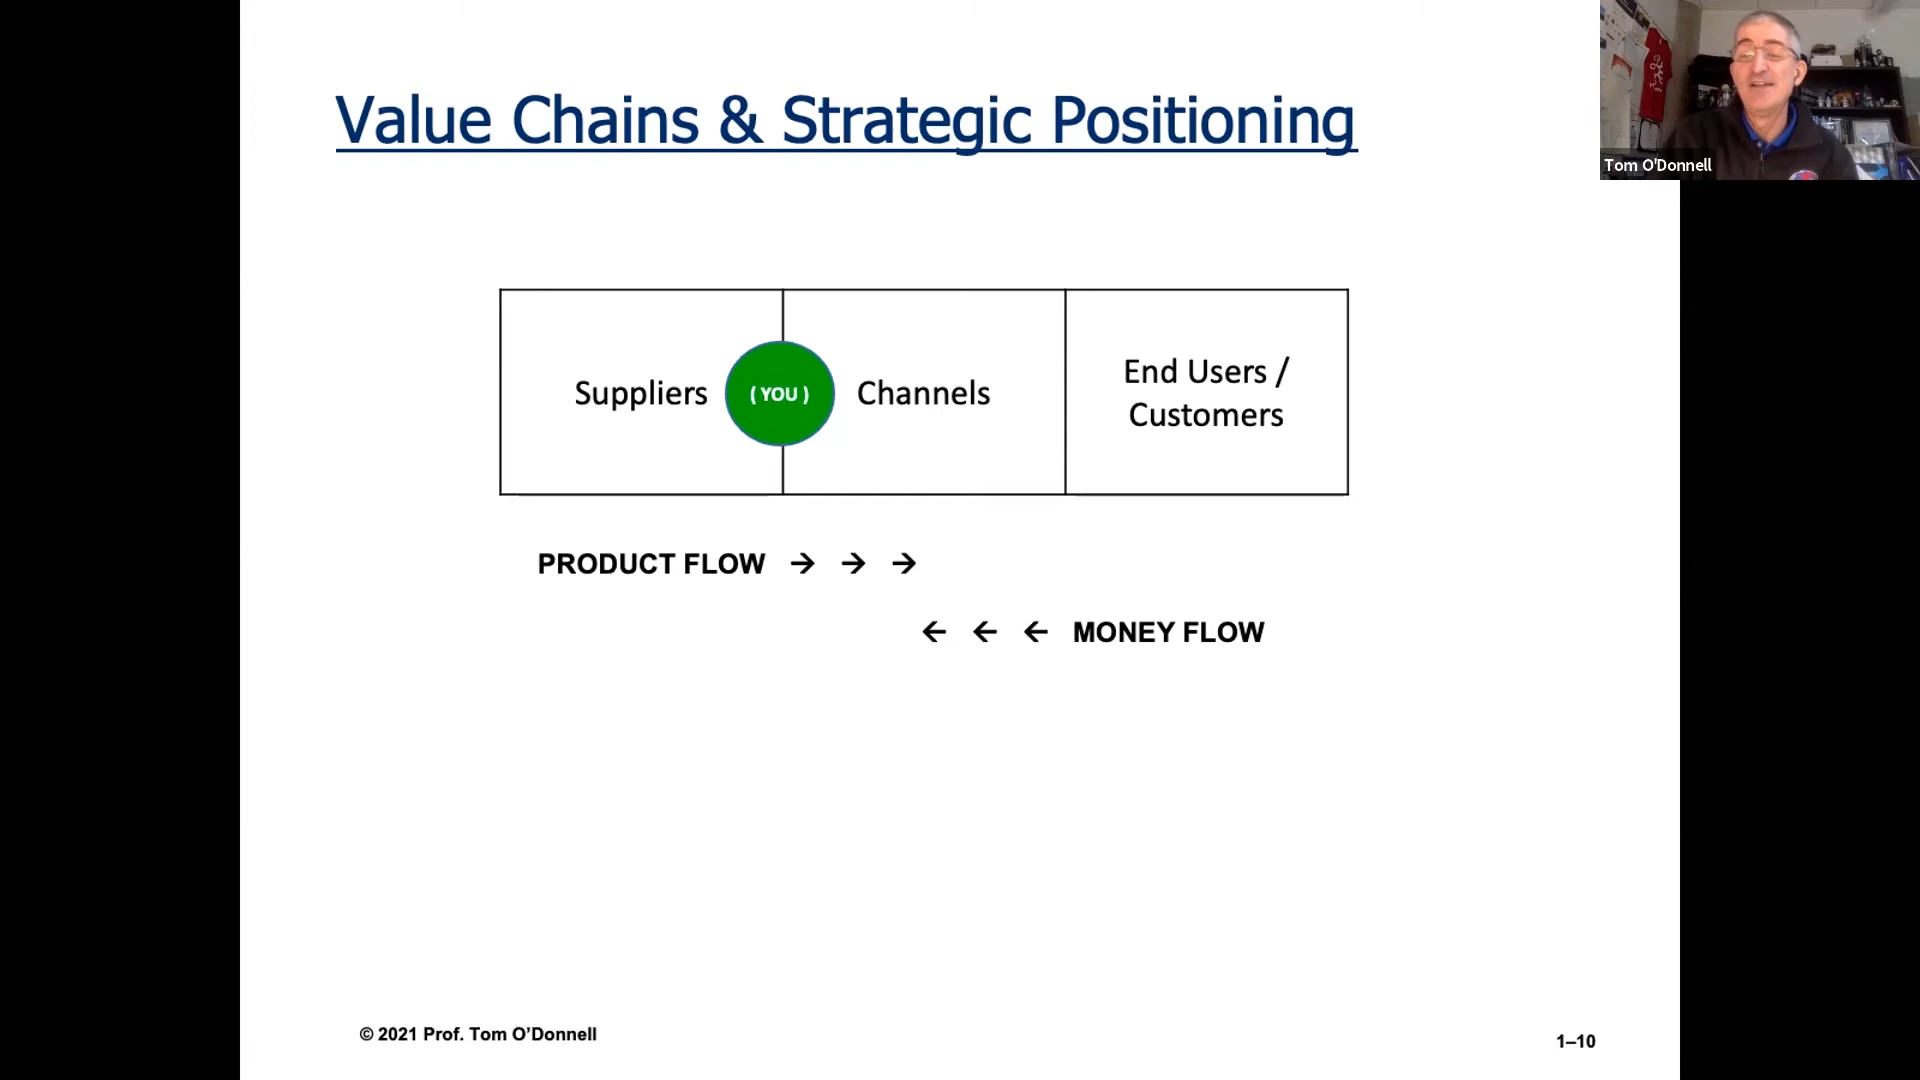 Value Chains & Strategic Positioning
Tom O'Donnell
Suppliers
( YOU )
Channels
End Users /
Customers
PRODUCT FLOW → → →
← ← ← MONEY FLOW
© 2021 Prof. Tom O’Donnell
1–10